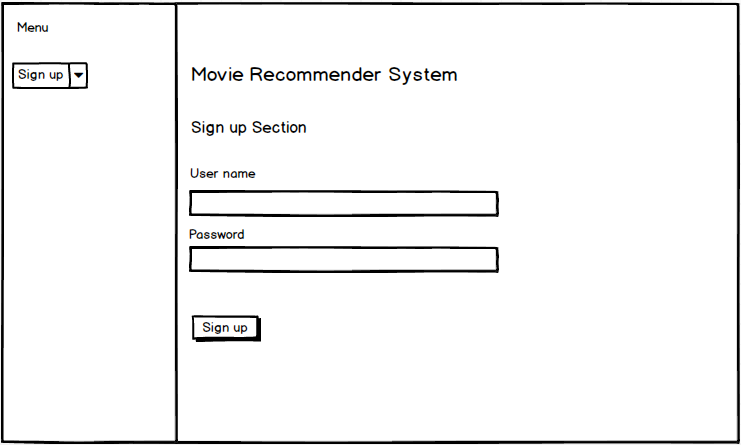 Menu
Sign up
Movie Recommender System
Sign up Section
User name
Password
Sign up